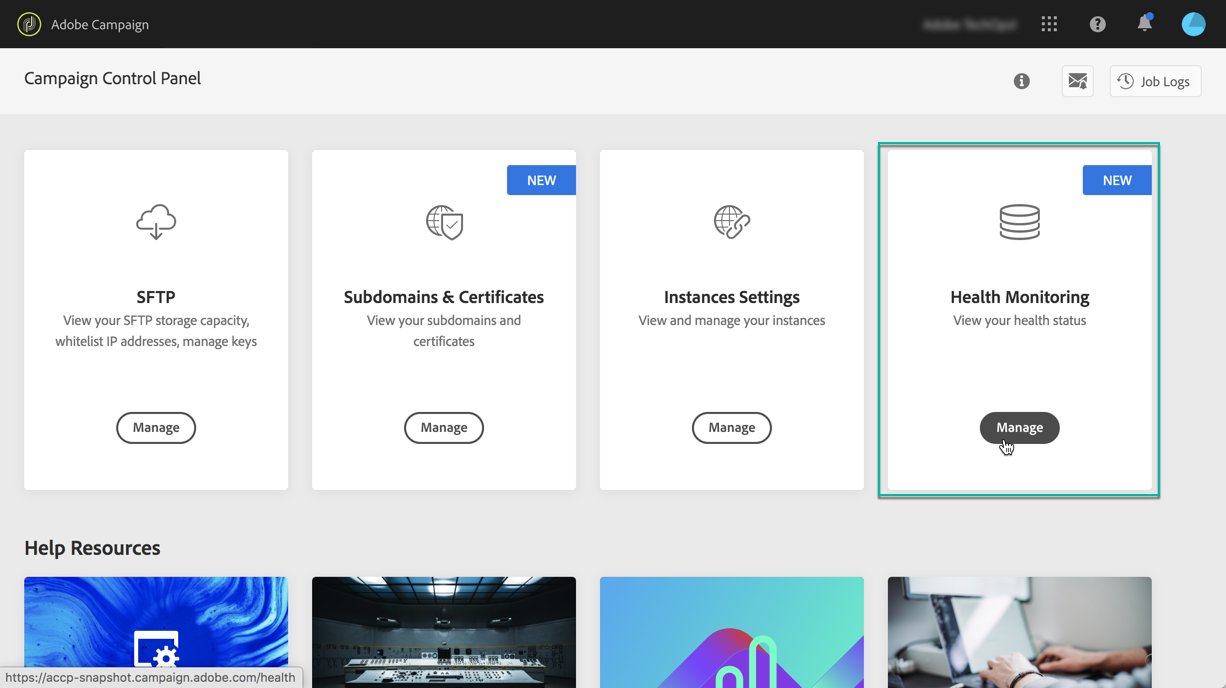 Adobe Campaign
Campaign Control Panel
Job Logs
NEW
NEW
SFTP
View your SFTP storage capacity,
whitelist IP addresses, manage keys
Manage
Subdomains & Certificates
View your subdomains and
certificates
Manage
Instances Settings
View and manage your instances
Manage
Health Monitoring
View your health status
Manage
Help Resources
https://accp-snapshot.campaign.adobe.com/health